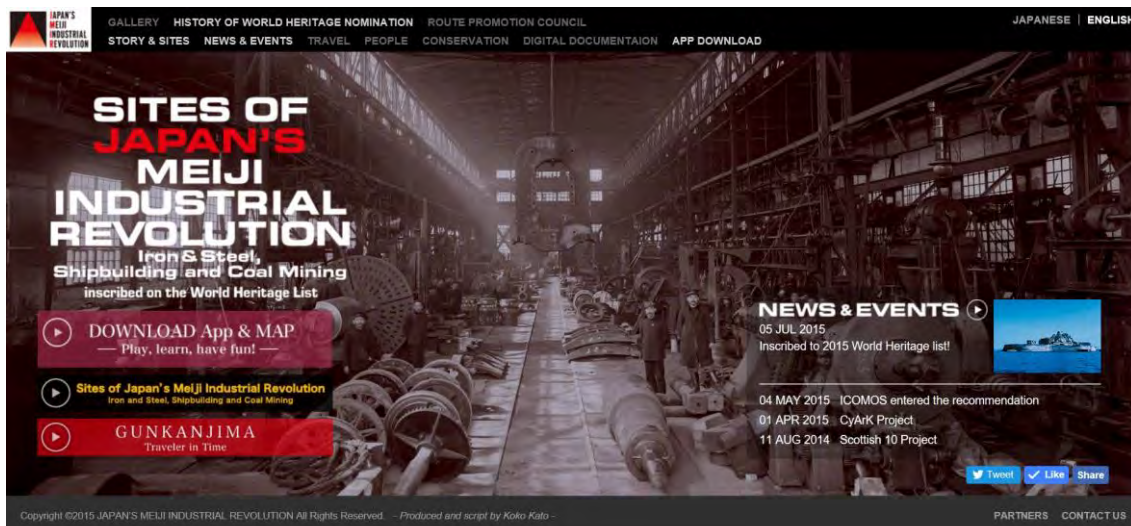 JAPAN'S
MEIJI
INDUSTRIAL
REVOLUTION
GALLERY HISTORY OF WORLD HERITAGE NOMINATION ROUTE PROMOTION COUNCIL
JAPANESE | ENGLISH
STORY & SITES NEWS & EVENTS TRAVEL PEOPLE CONSERVATION DIGITAL DOCUMENTAION APP DOWNLOAD
SITES OF
JAPAN'S
MEIJI
INDUSTRIAL
REVOLUTION
Iron & Steel,
Shipbuilding and Coal Mining
inscribed on the World Heritage List
DOWNLOAD App & MAP
— Play, learn, have fun! —
Sites of Japan's Meiji Industrial Revolution
Iron and Steel, Shipbuilding and Coal Mining
GUNKANJIMA
Traveler in Time
NEWS & EVENTS
05 JUL 2015
Inscribed to 2015 World Heritage list!
04 MAY 2015 ICOMOS entered the recommendation
01 APR 2015 CyArK Project
11 AUG 2014 Scottish 10 Project
Tweet Like Share
Copyright ©2015 JAPAN'S MEIJI INDUSTRIAL REVOLUTION All Rights Reserved. - Produced and script by Koko Kato -
PARTNERS CONTACT US